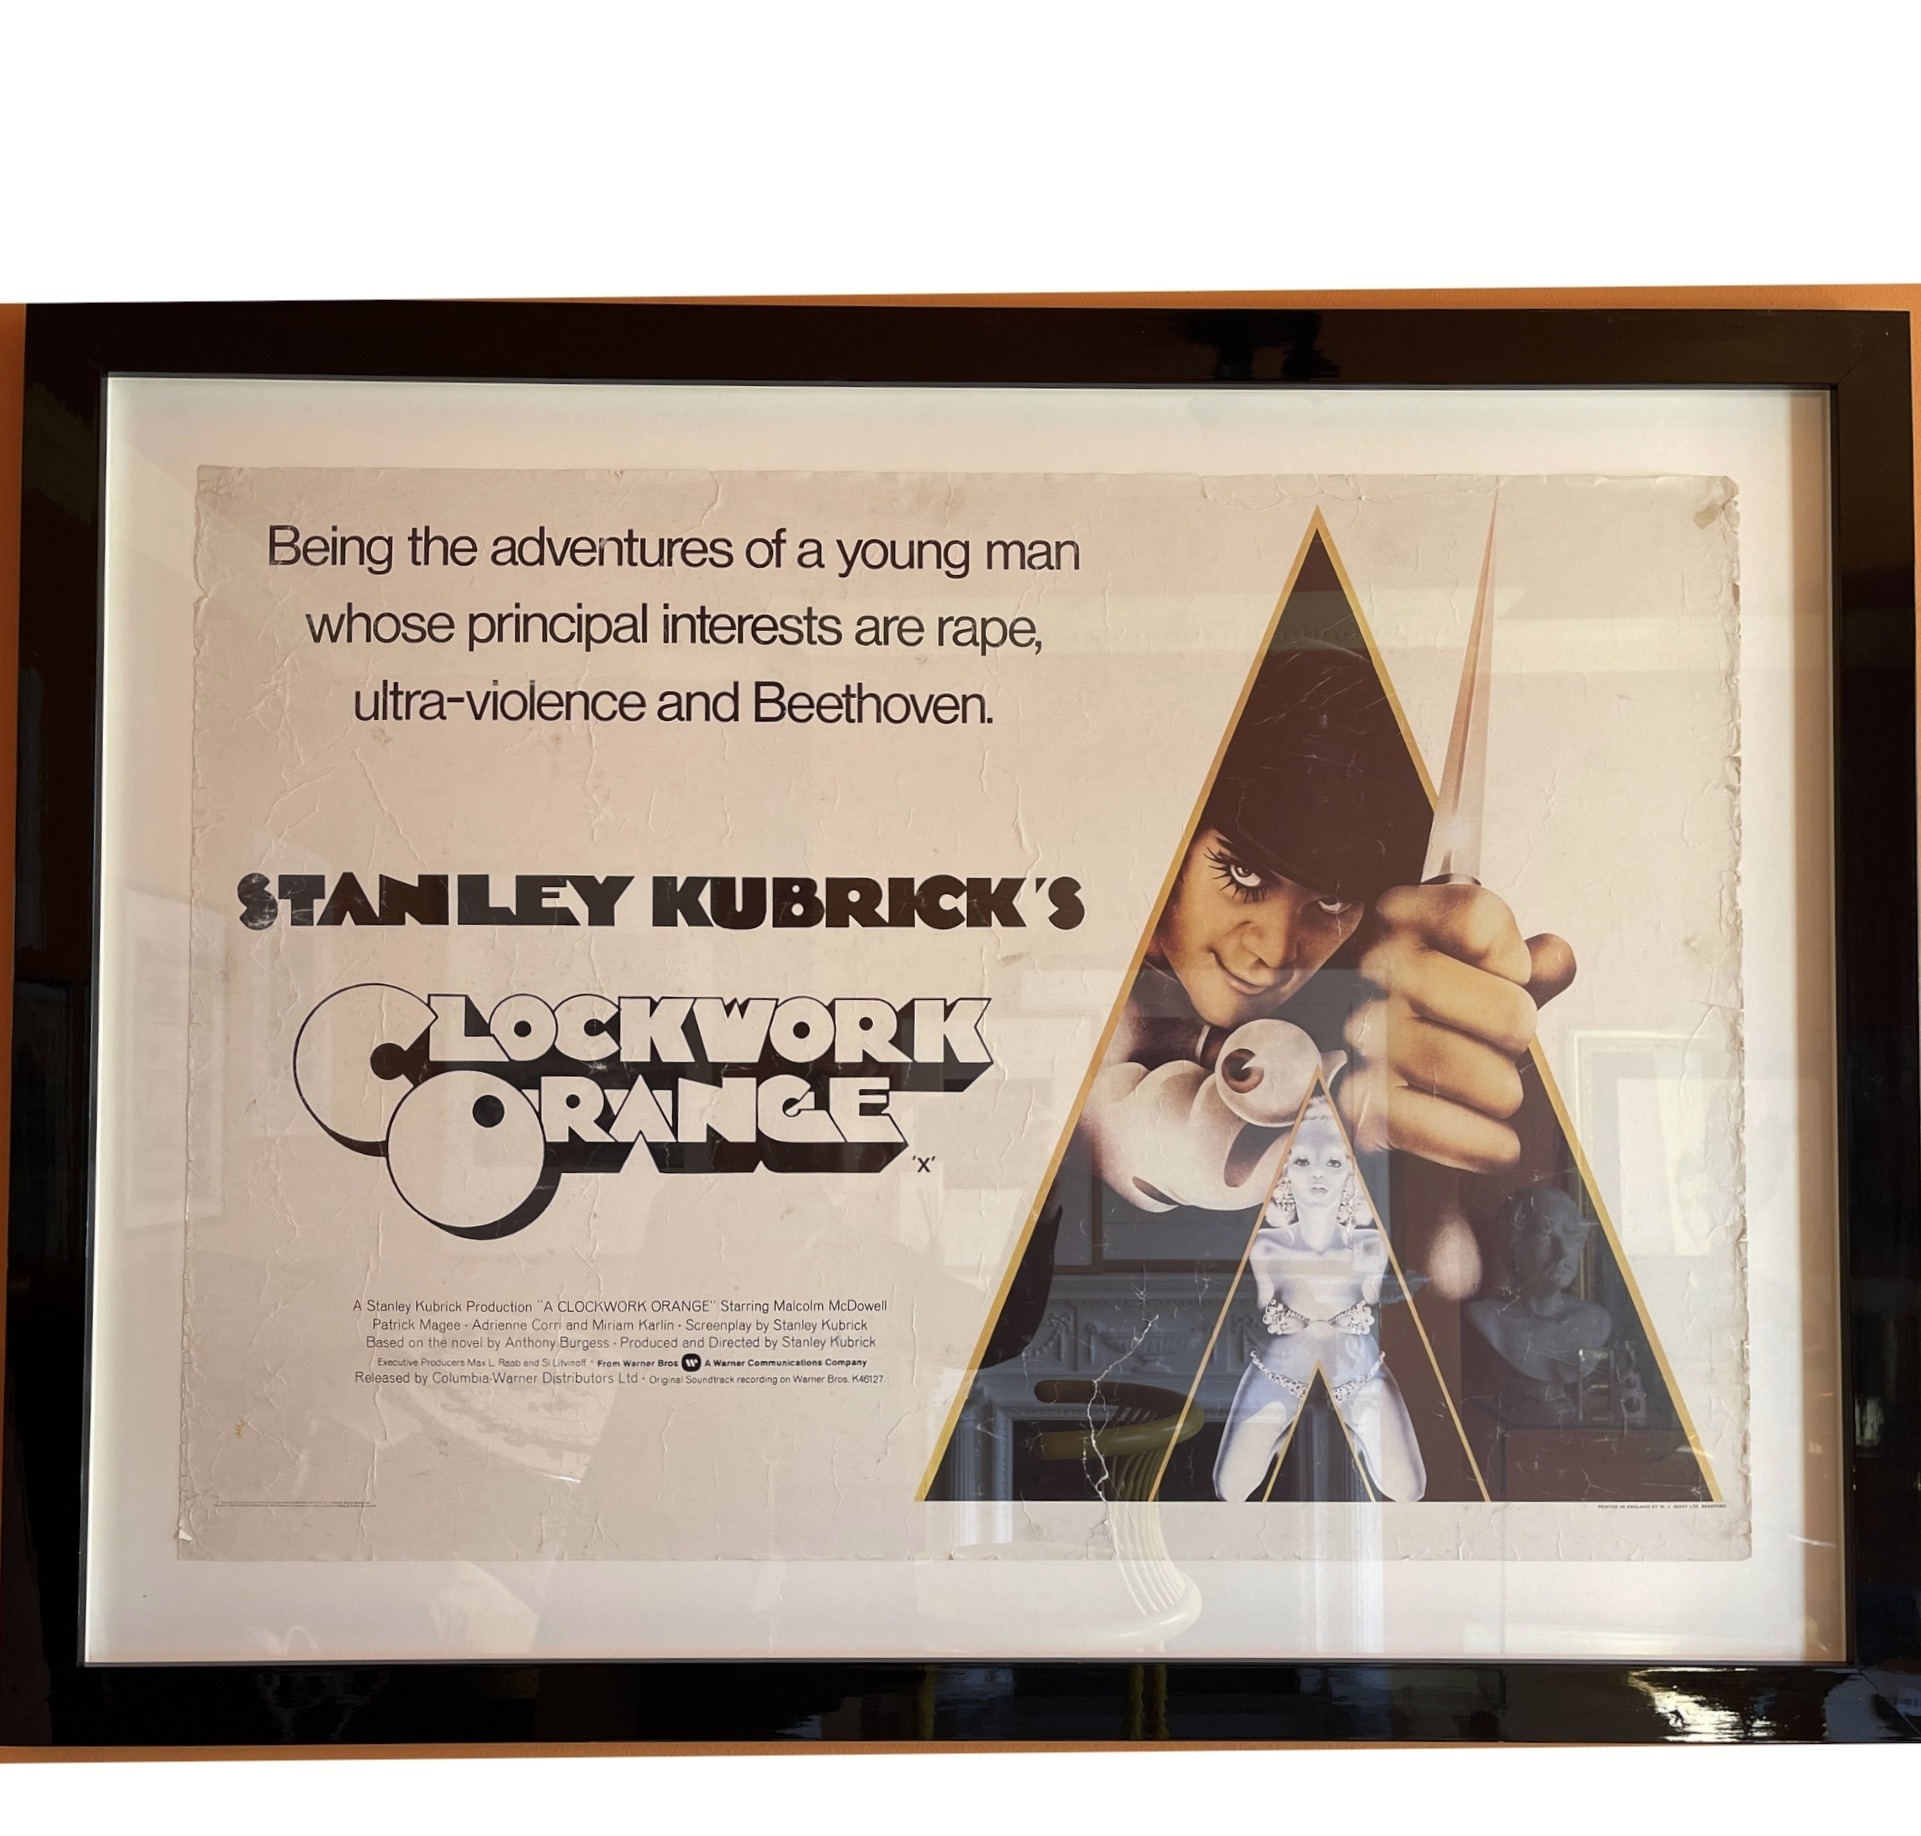 Being the adventures of a young man
whose principal interests are rape,
ultra-violence and Beethoven.
STANLEY KUBRICK'S
CLOCKWORK
ORANGE 'X'
A Stanley Kubrick Production "A CLOCKWORK ORANGE" Starring Malcolm McDowell
Patrick Magee · Adrienne Corri and Miriam Karlin · Screenplay by Stanley Kubrick
Based on the novel by Anthony Burgess · Produced and Directed by Stanley Kubrick
Executive Producers Max L. Raab and Si Litvinoff · From Warner Bros W A Warner Communications Company
Released by Columbia-Warner Distributors Ltd · Original Soundtrack recording on Warner Bros. K46127.
PRINTED IN ENGLAND BY W. E. BERRY LTD. BRADFORD